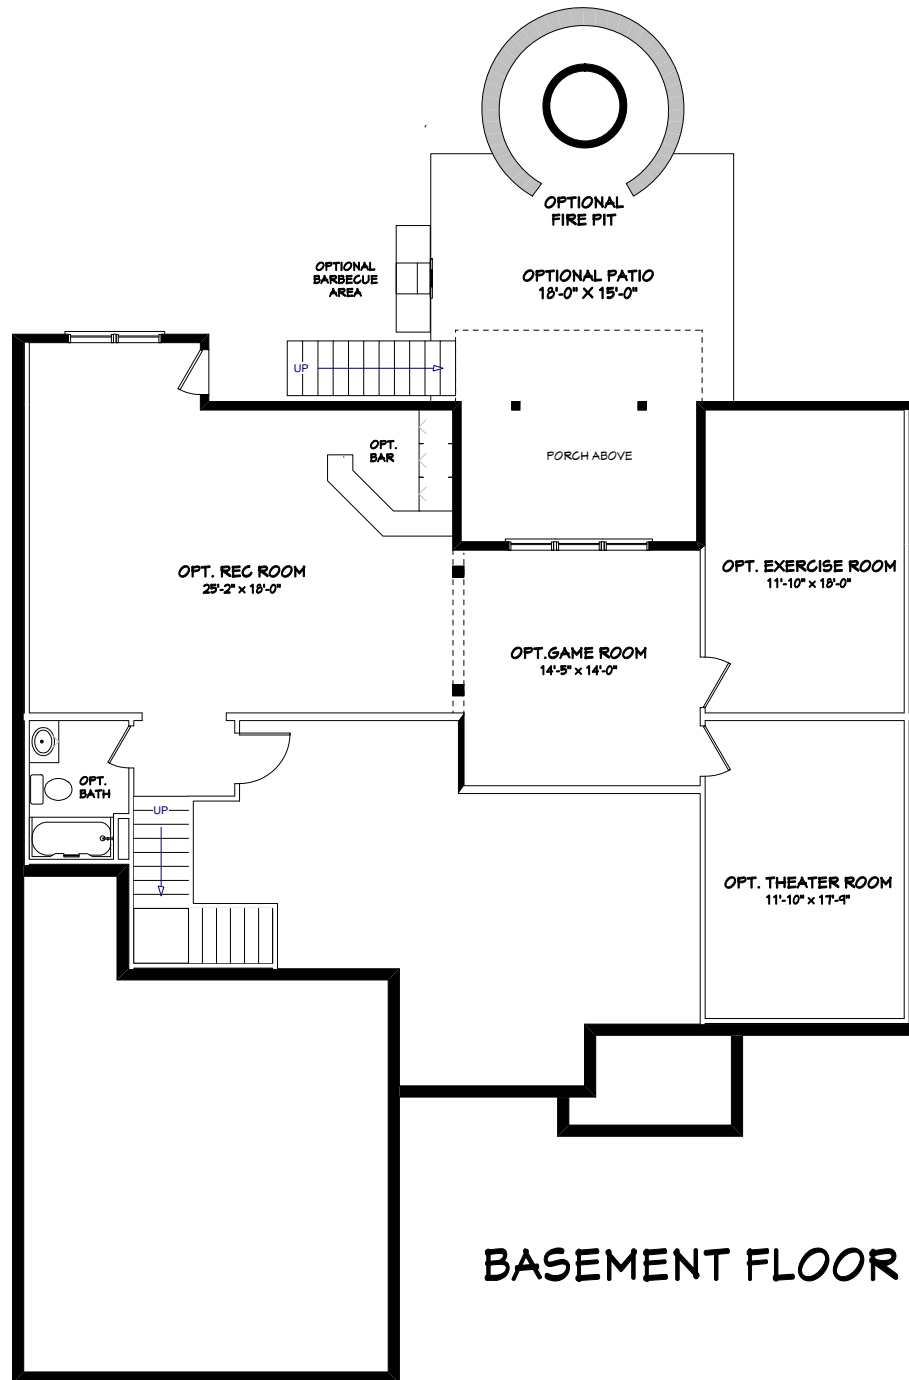 OPTIONAL
FIRE PIT
OPTIONAL
BARBECUE
AREA
OPTIONAL PATIO
18'-0" X 15'-0"
UP
OPT.
BAR
PORCH ABOVE
OPT. REC ROOM
25'-2" x 18'-0"
OPT. EXERCISE ROOM
11'-10" x 18'-0"
OPT.GAME ROOM
14'-5" x 14'-0"
OPT.
BATH
UP
OPT. THEATER ROOM
11'-10" x 17'-9"
BASEMENT FLOOR